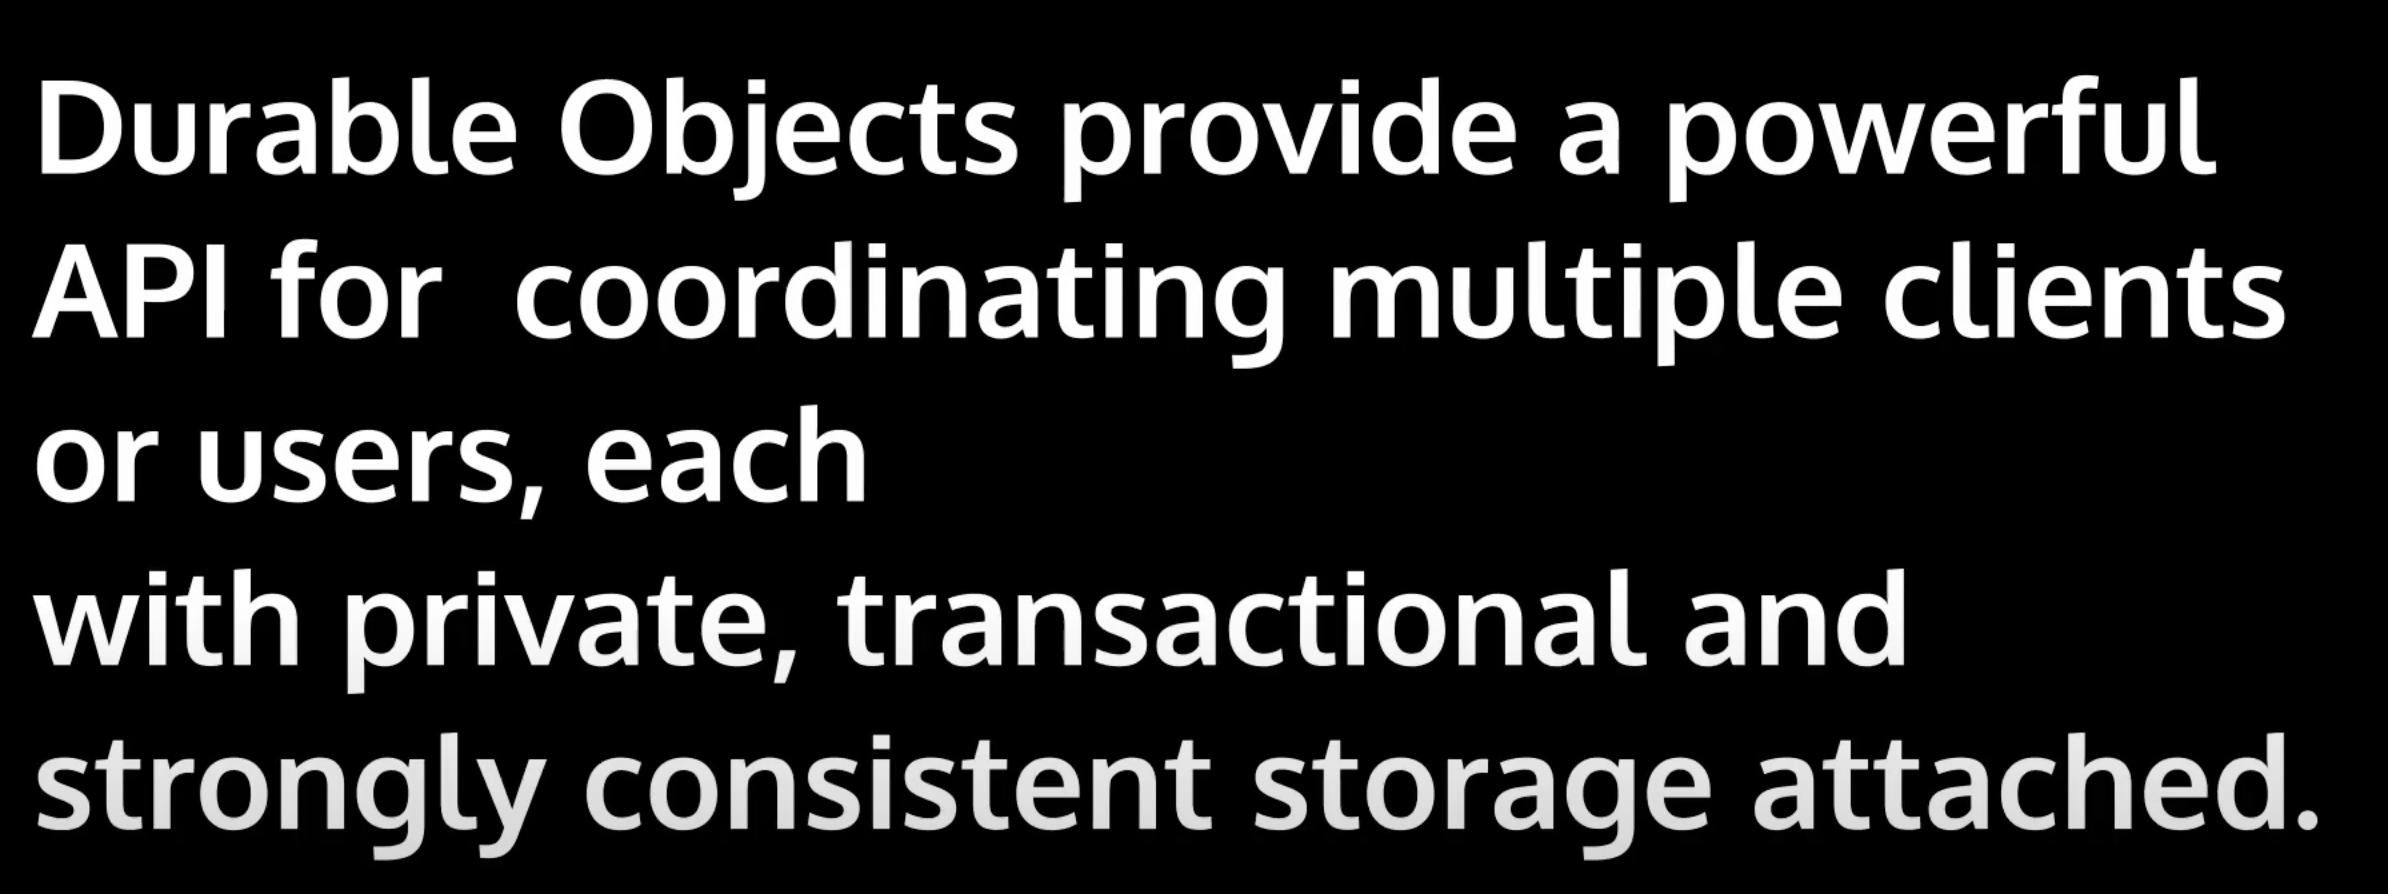 Durable Objects provide a powerful
API for  coordinating multiple clients
or users, each
with private, transactional and
strongly consistent storage attached.